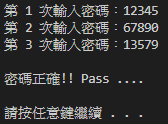 第 1 次輸入密碼：12345
第 2 次輸入密碼：67890
第 3 次輸入密碼：13579
密碼正確!! Pass ....
請按任意鍵繼續 . . .